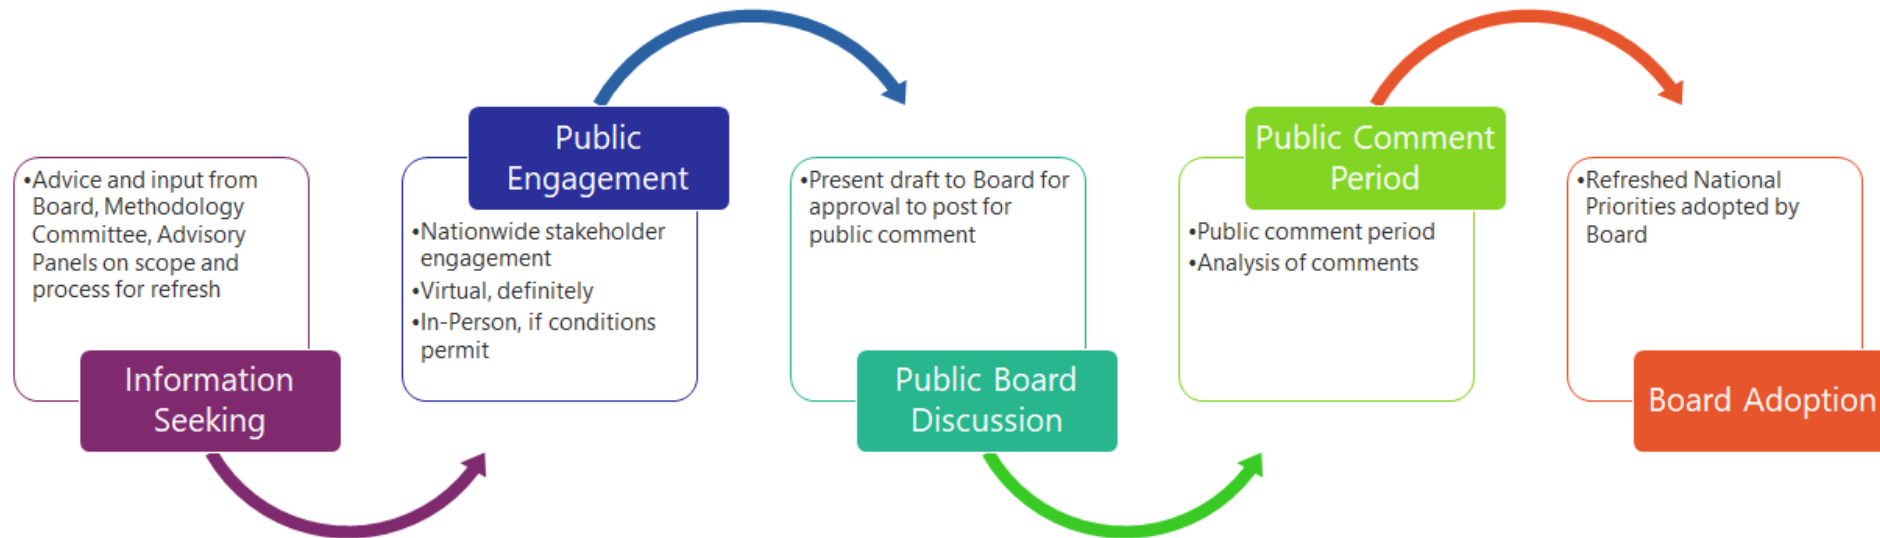 •Advice and input from
Board, Methodology
Committee, Advisory
Panels on scope and
process for refresh
Information
Seeking
Public
Engagement
•Nationwide stakeholder
engagement
•Virtual, definitely
•In-Person, if conditions
permit
•Present draft to Board for
approval to post for
public comment
Public Board
Discussion
Public Comment
Period
•Public comment period
•Analysis of comments
•Refreshed National
Priorities adopted by
Board
Board Adoption